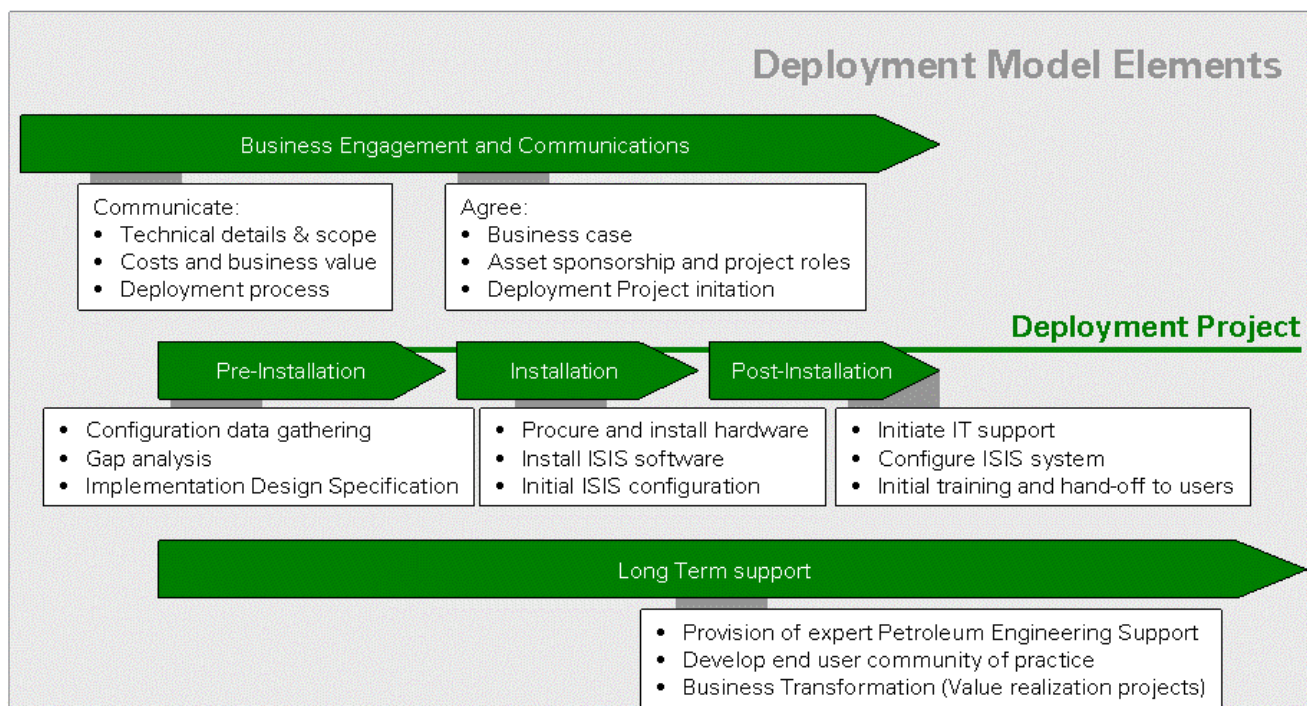 Deployment Model Elements
Business Engagement and Communications
Communicate:
• Technical details & scope
• Costs and business value
• Deployment process
Agree:
• Business case
• Asset sponsorship and project roles
• Deployment Project initation
Deployment Project
Pre-Installation
Installation
Post-Installation
• Configuration data gathering
• Gap analysis
• Implementation Design Specification
• Procure and install hardware
• Install ISIS software
• Initial ISIS configuration
• Initiate IT support
• Configure ISIS system
• Initial training and hand-off to users
Long Term support
• Provision of expert Petroleum Engineering Support
• Develop end user community of practice
• Business Transformation (Value realization projects)